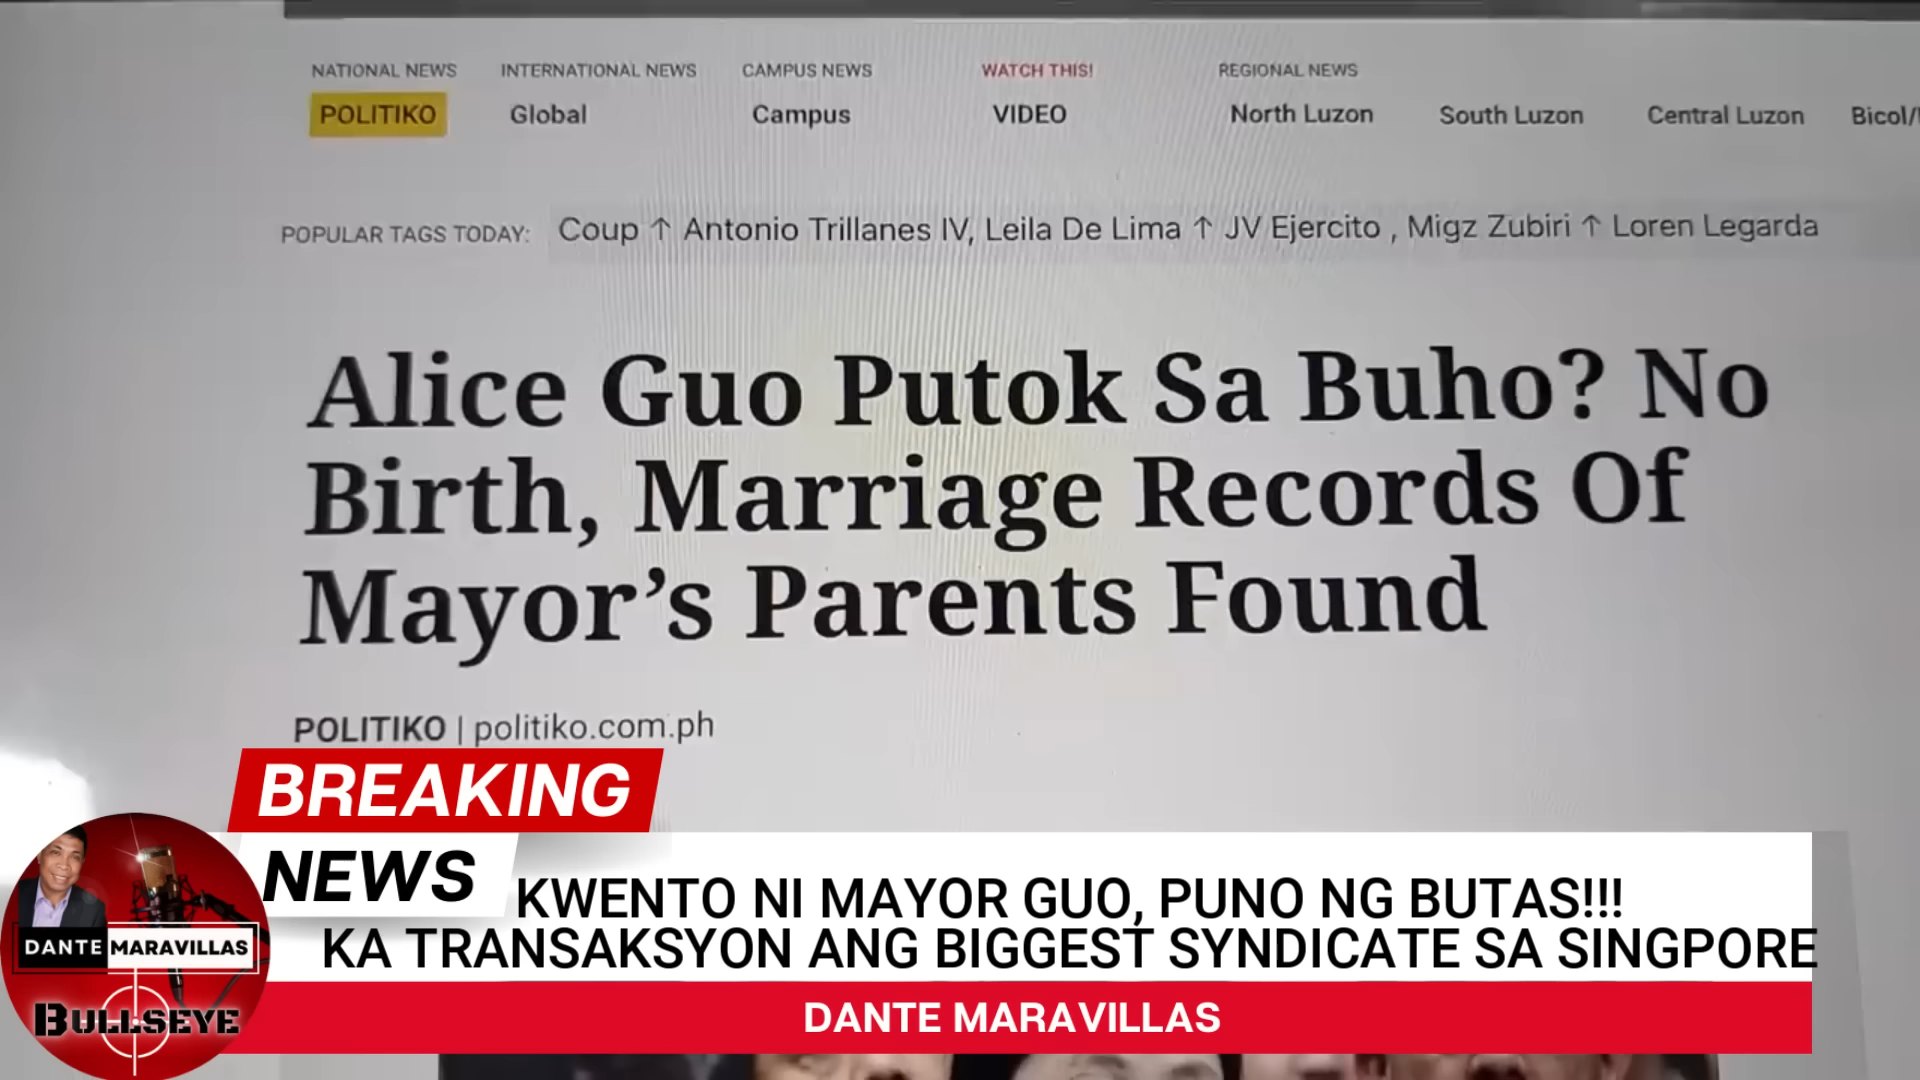 NATIONAL NEWS INTERNATIONAL NEWS CAMPUS NEWS WATCH THIS! REGIONAL NEWS
POLITIKO Global Campus VIDEO North Luzon South Luzon Central Luzon Bicol/
POPULAR TAGS TODAY: Coup ↑ Antonio Trillanes IV, Leila De Lima ↑ JV Ejercito , Migz Zubiri ↑ Loren Legarda
Alice Guo Putok Sa Buho? No
Birth, Marriage Records Of
Mayor’s Parents Found
POLITIKO | politiko.com.ph
BREAKING
NEWS
KWENTO NI MAYOR GUO, PUNO NG BUTAS!!!
KA TRANSAKSYON ANG BIGGEST SYNDICATE SA SINGPORE
DANTE MARAVILLAS
DANTE MARAVILLAS
BULLSEYE